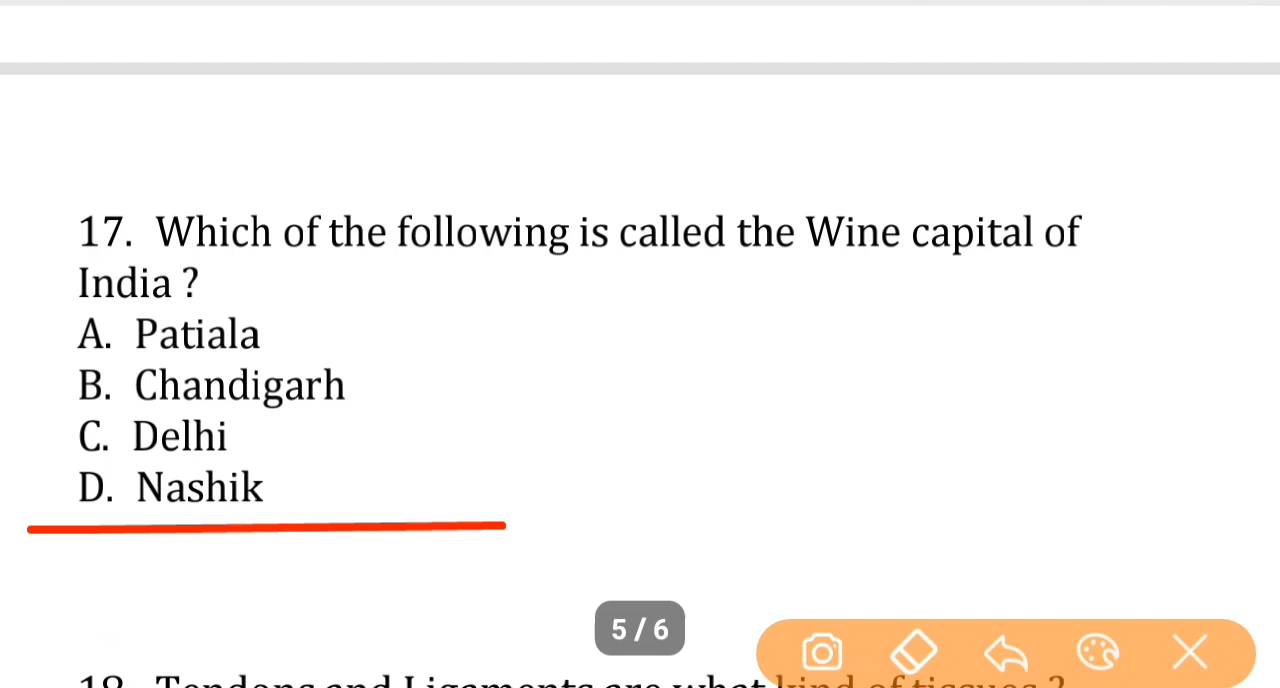 17. Which of the following is called the Wine capital of
India ?
A. Patiala
B. Chandigarh
C. Delhi
D. Nashik
5 / 6
18. Tendons and Ligaments are what kind of tissues ?